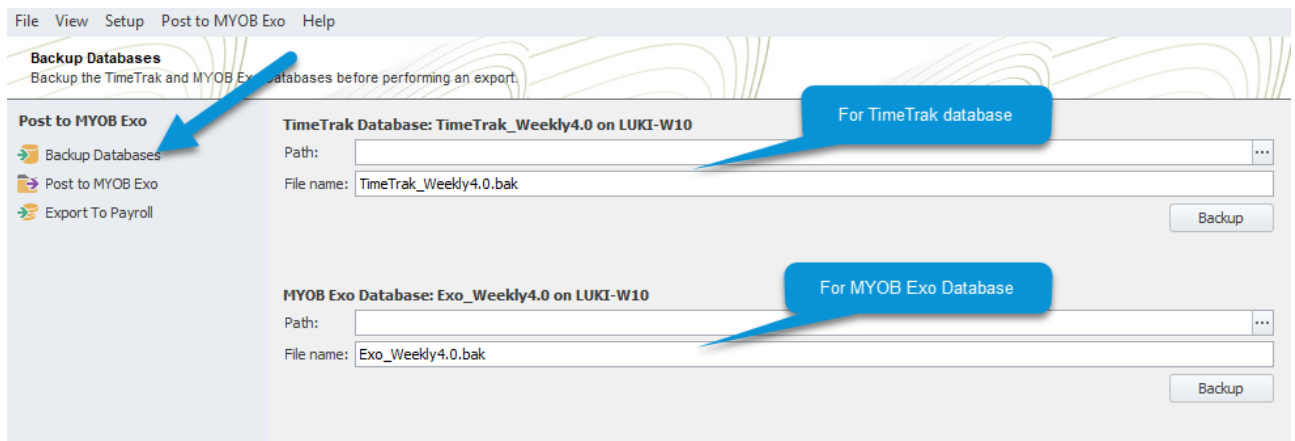 File View Setup Post to MYOB Exo Help
Backup Databases
Backup the TimeTrak and MYOB Exo Databases before performing an export.
Post to MYOB Exo
Backup Databases
Post to MYOB Exo
Export To Payroll
TimeTrak Database: TimeTrak_Weekly4.0 on LUKI-W10
For TimeTrak database
Path:
...
File name: TimeTrak_Weekly4.0.bak
Backup
MYOB Exo Database: Exo_Weekly4.0 on LUKI-W10
For MYOB Exo Database
Path:
...
File name: Exo_Weekly4.0.bak
Backup